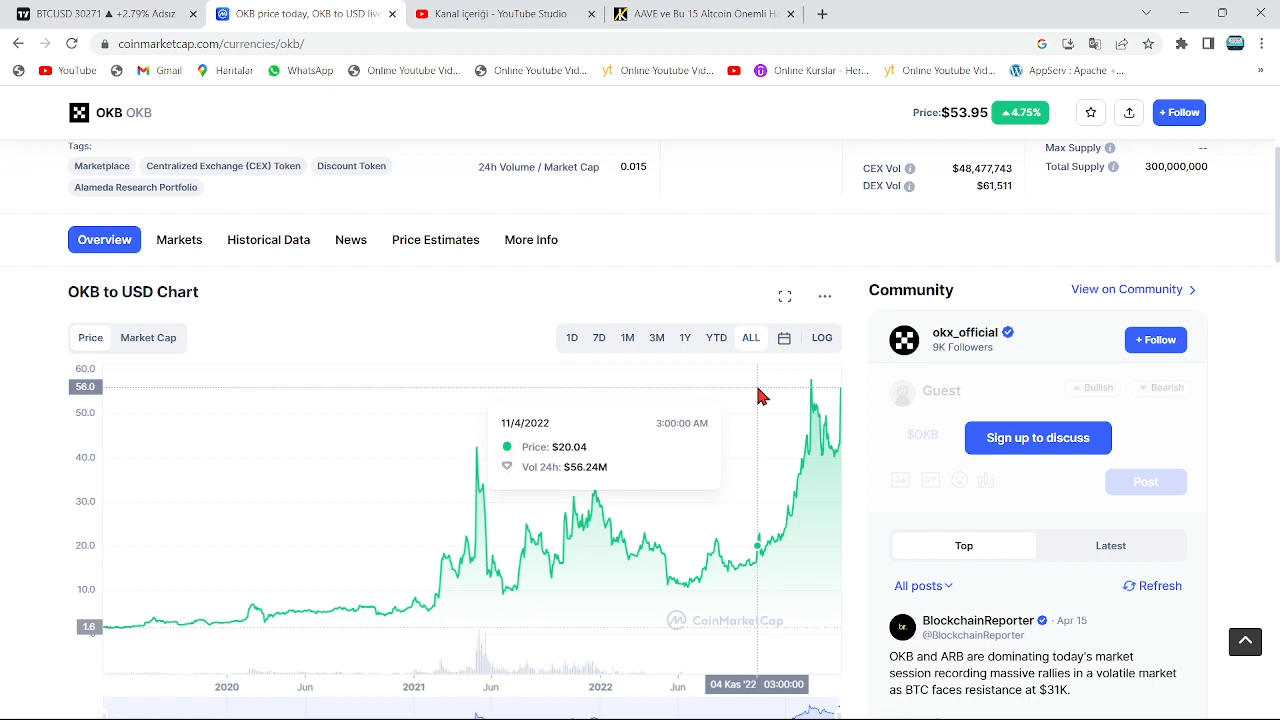 BTCUSD 30271 ▲ +2.79% Adsız
OKB price today, OKB to USD live
Kanal içeriği - YouTube Studio
coinmarketcap.com/currencies/okb/
YouTube
Gmail
Haritalar
WhatsApp
Online Youtube Vid...
Online Youtube Vid...
Online Youtube Vid...
Online Kurslar - Her...
Online Youtube Vid...
AppServ : Apache +...
»
OKB OKB
Price:$53.95 ▲4.75%
+ Follow
Tags:
Marketplace
Centralized Exchange (CEX) Token
Discount Token
Alameda Research Portfolio
24h Volume / Market Cap 0.015
CEX Vol $48,477,743
DEX Vol $61,511
Max Supply --
Total Supply 300,000,000
Overview
Markets
Historical Data
News
Price Estimates
More Info
OKB to USD Chart
Price
Market Cap
1D
7D
1M
3M
1Y
YTD
ALL
LOG
60.0
56.0
50.0
40.0
30.0
20.0
10.0
1.6
11/4/2022 3:00:00 AM
Price: $20.04
Vol 24h: $56.24M
CoinMarketCap
2020
Jun
2021
Jun
2022
Jun
04 Kas '22 03:00:00
Community
View on Community
okx_official
9K Followers
+ Follow
Guest
Bullish
Bearish
$OKB
Sign up to discuss
GIF
Post
Top
Latest
All posts
Refresh
br.
BlockchainReporter · Apr 15
@BlockchainReporter
OKB and ARB are dominating today's market
session recording massive rallies in a volatile market
as BTC faces resistance at $31K.